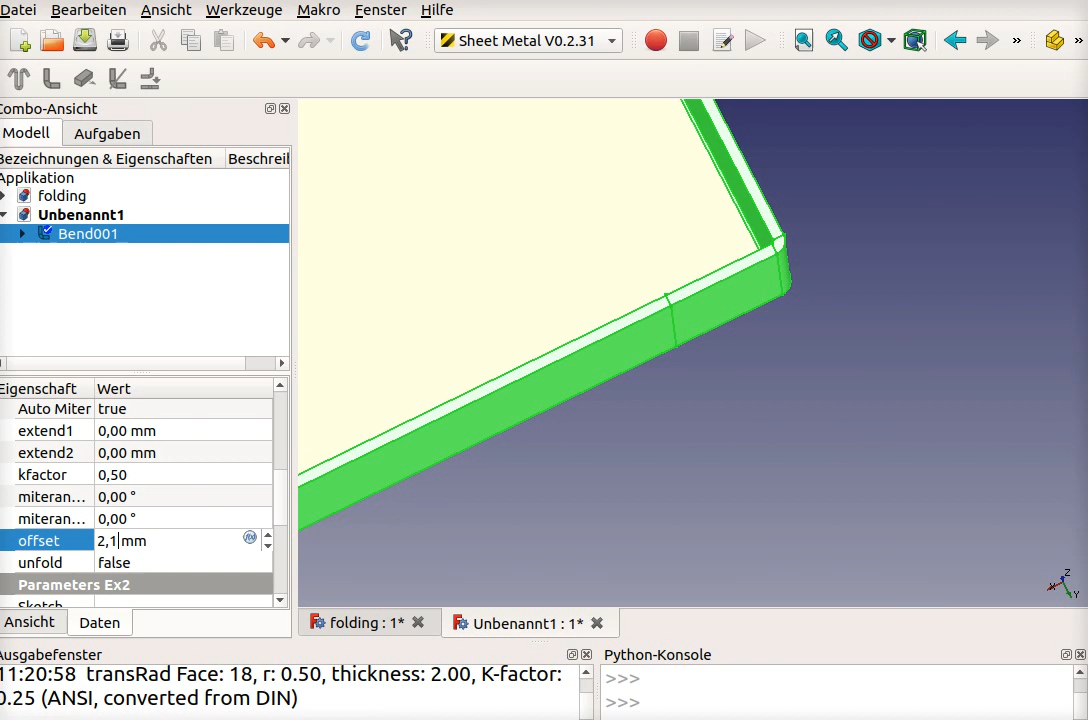 Datei Bearbeiten Ansicht Werkzeuge Makro Fenster Hilfe
Sheet Metal V0.2.31
Combo-Ansicht
Modell Aufgaben
Bezeichnungen & Eigenschaften Beschreil
Applikation
folding
Unbenannt1
Bend001
Eigenschaft Wert
Auto Miter true
extend1 0,00 mm
extend2 0,00 mm
kfactor 0,50
miteran... 0,00 °
miteran... 0,00 °
offset 2,1 mm
unfold false
Parameters Ex2
Sketch
Ansicht Daten
folding : 1*
Unbenannt1 : 1*
Z
X
Y
Ausgabefenster
11:20:58 transRad Face: 18, r: 0.50, thickness: 2.00, K-factor:
0.25 (ANSI, converted from DIN)
Python-Konsole
>>>
>>>